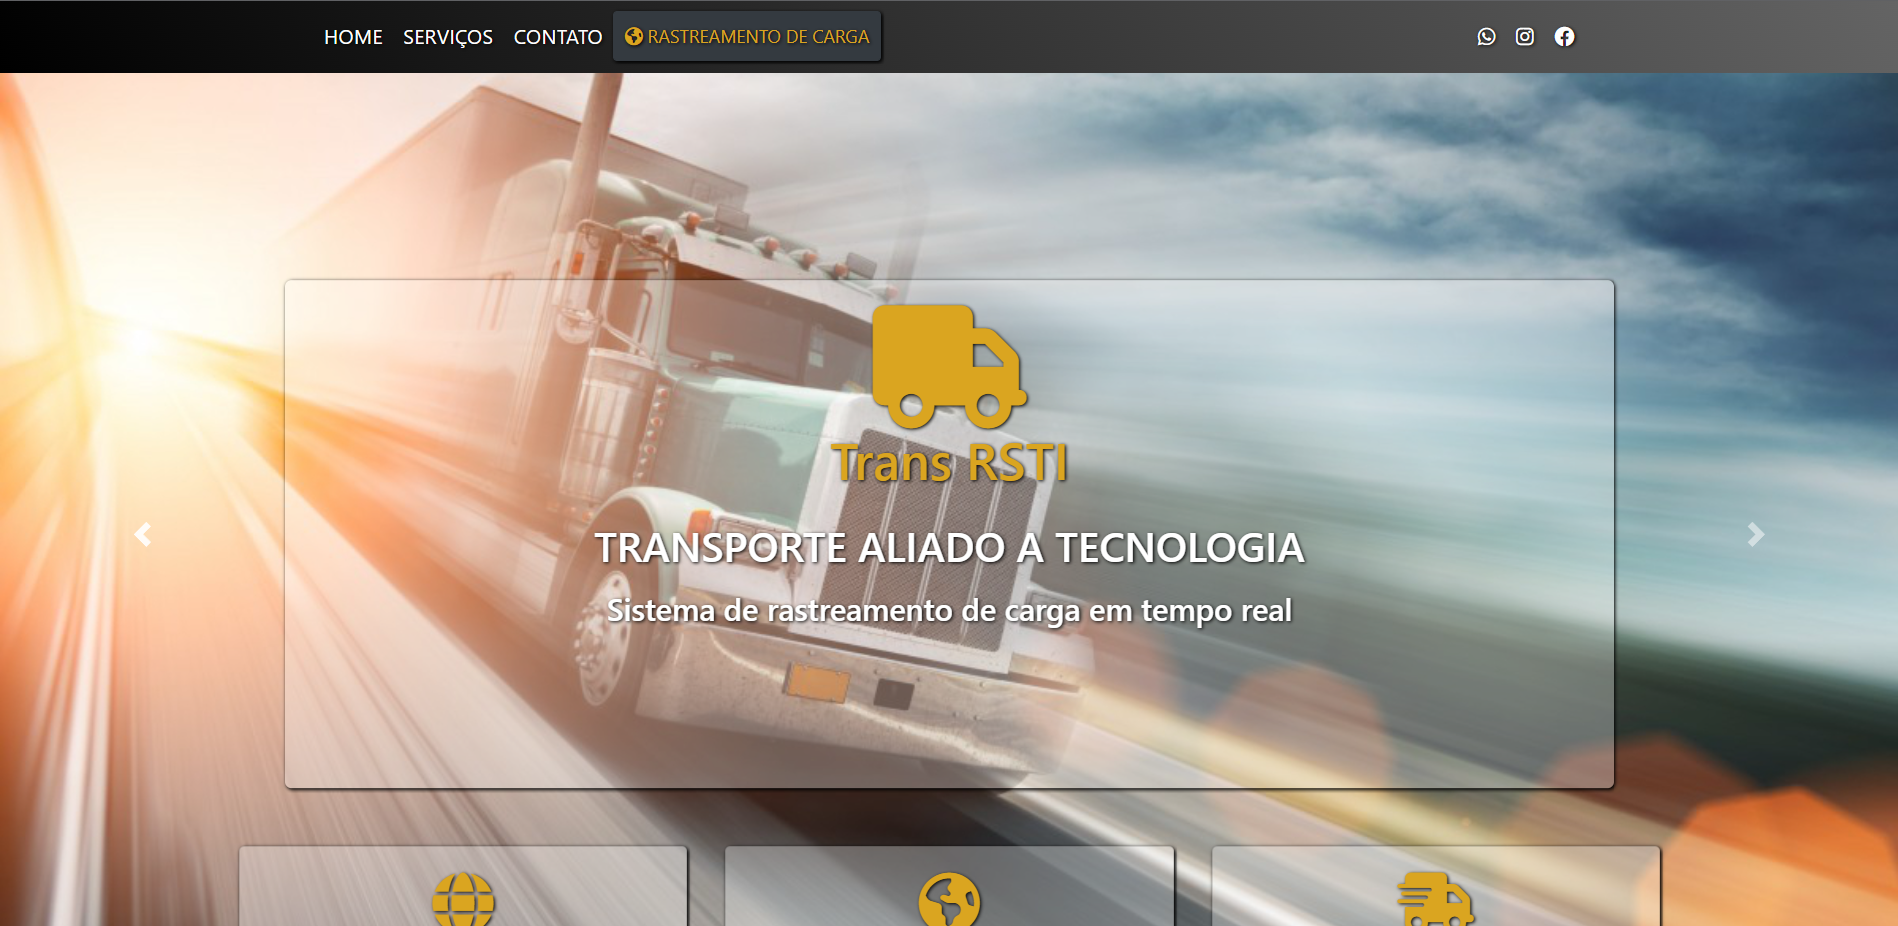 HOME SERVIÇOS CONTATO RASTREAMENTO DE CARGA
Trans RSTI
TRANSPORTE ALIADO A TECNOLOGIA
Sistema de rastreamento de carga em tempo real